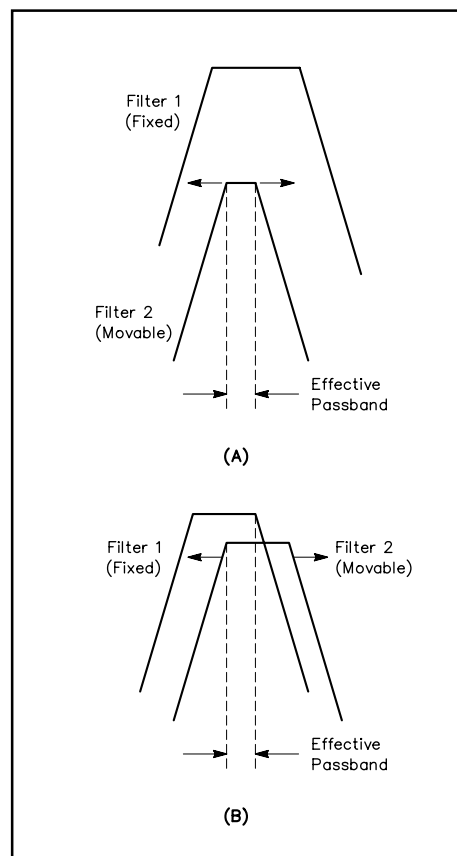 Filter 1
(Fixed)
Filter 2
(Movable)
Effective
Passband
(A)
Filter 1
(Fixed)
Filter 2
(Movable)
Effective
Passband
(B)